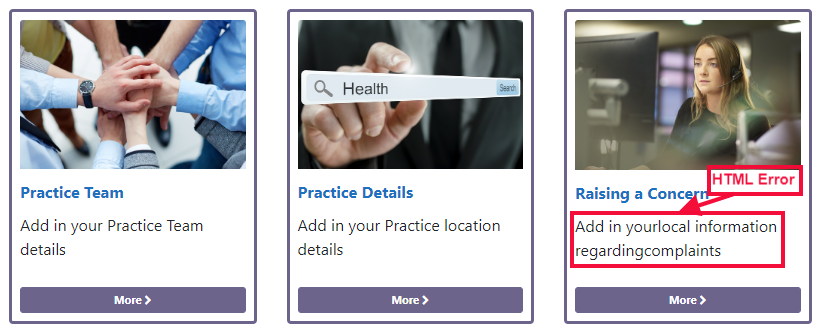 Health
Search
Practice Team
Add in your Practice Team
details
More
Practice Details
Add in your Practice location
details
More
HTML Error
Raising a Concern
Add in yourlocal information
regardingcomplaints
More